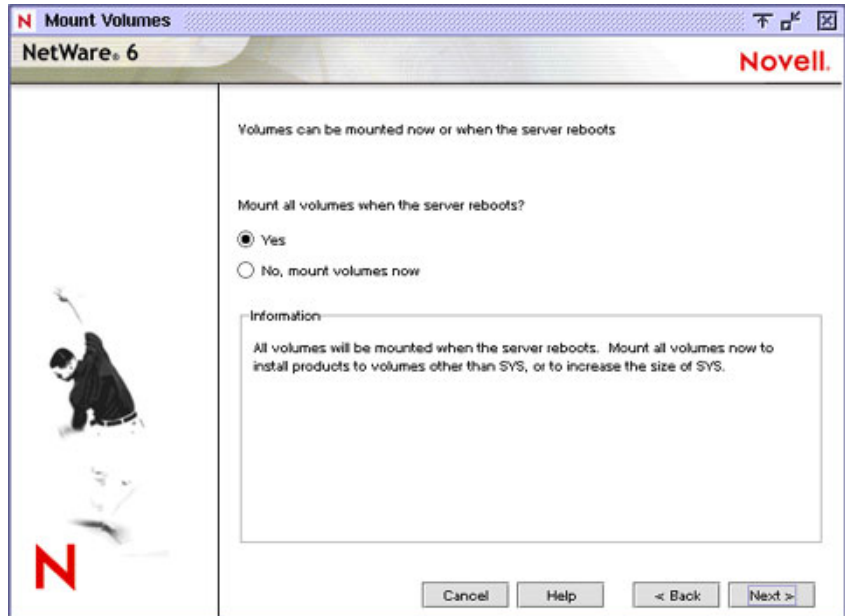 N Mount Volumes
NetWare® 6
Novell.
Volumes can be mounted now or when the server reboots
Mount all volumes when the server reboots?
Yes
No, mount volumes now
Information
All volumes will be mounted when the server reboots. Mount all volumes now to
install products to volumes other than SYS, or to increase the size of SYS.
N
Cancel Help < Back Next >